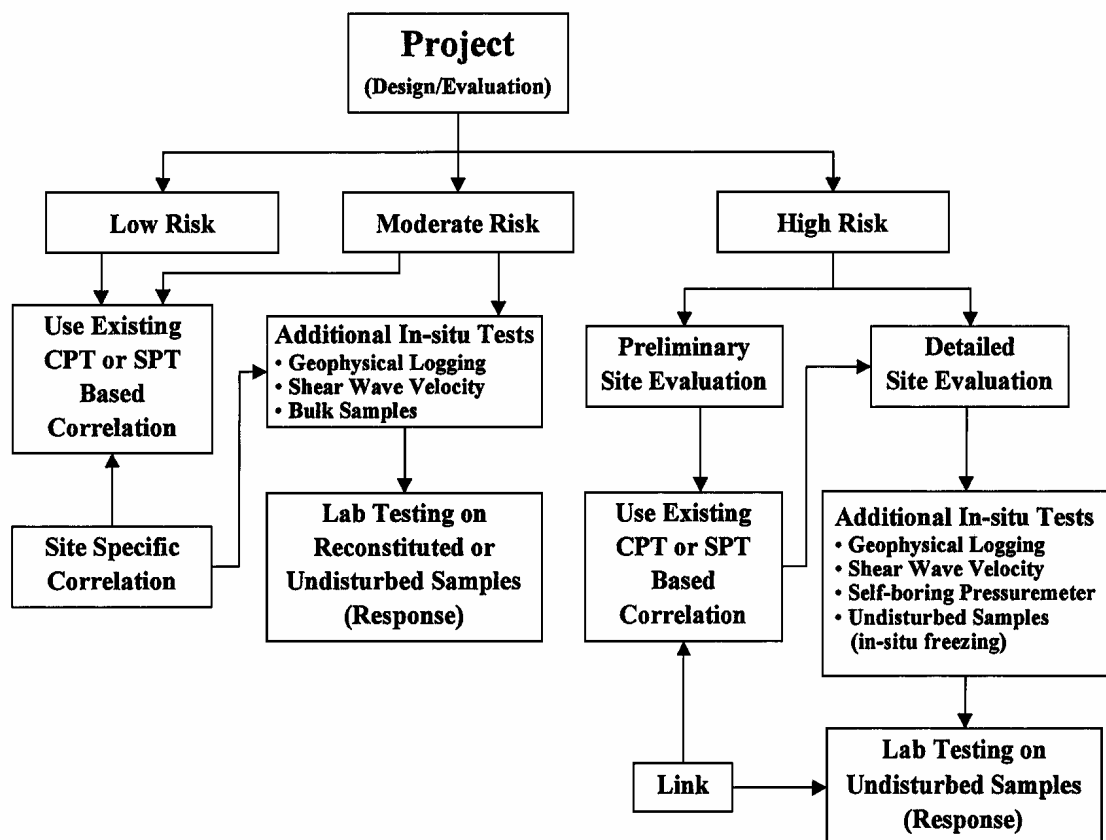 Project
(Design/Evaluation)
Low Risk
Moderate Risk
High Risk
Use Existing
CPT or SPT
Based
Correlation
Additional In-situ Tests
• Geophysical Logging
• Shear Wave Velocity
• Bulk Samples
Preliminary
Site Evaluation
Detailed
Site Evaluation
Site Specific
Correlation
Lab Testing on
Reconstituted or
Undisturbed Samples
(Response)
Use Existing
CPT or SPT
Based
Correlation
Additional In-situ Tests
• Geophysical Logging
• Shear Wave Velocity
• Self-boring Pressuremeter
• Undisturbed Samples
(in-situ freezing)
Link
Lab Testing on
Undisturbed Samples
(Response)